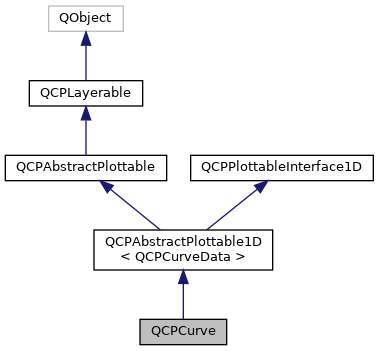 QObject
QCPLayerable
QCPAbstractPlottable
QCPPlottableInterface1D
QCPAbstractPlottable1D
< QCPCurveData >
QCPCurve